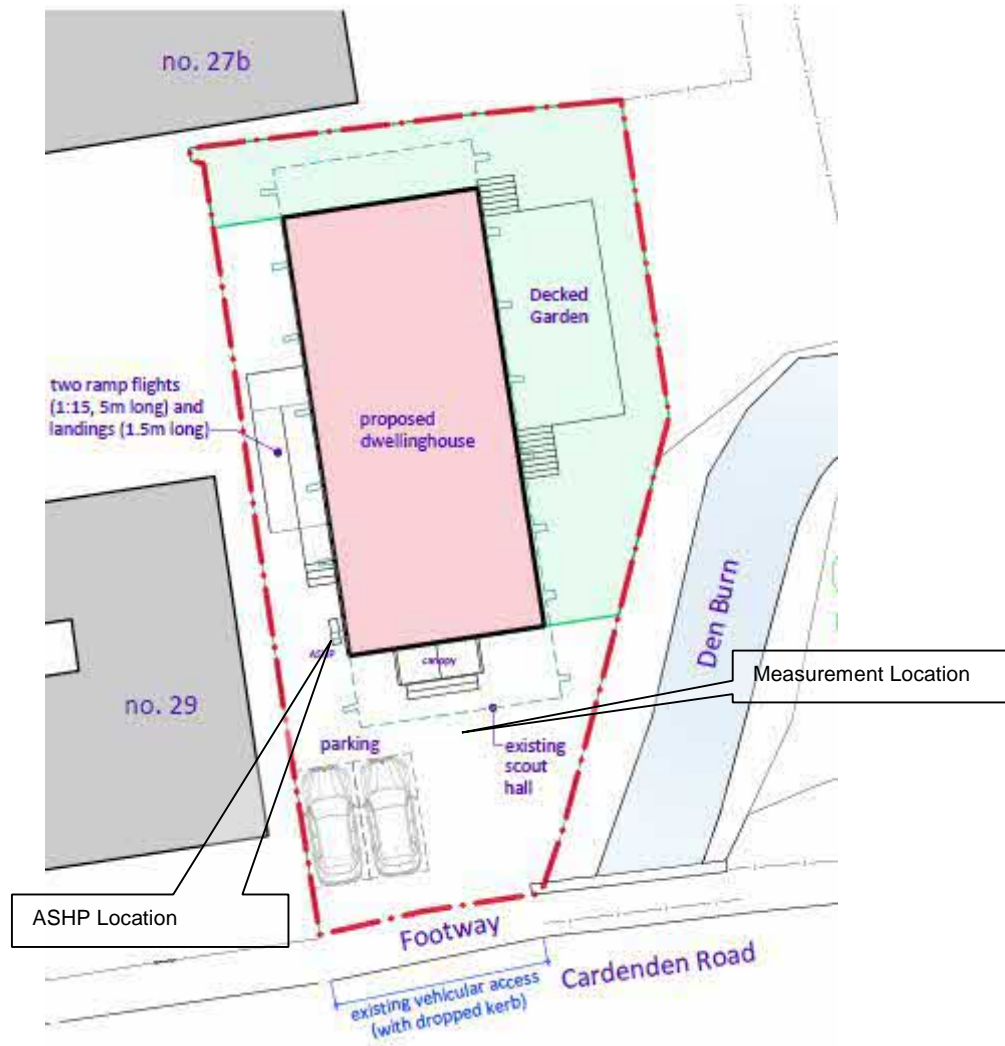 no. 27b
Decked
Garden
two ramp flights
(1:15, 5m long) and
landings (1.5m long)
proposed
dwellinghouse
Den Burn
ASHP
canopy
Measurement Location
no. 29
parking
existing
scout
hall
ASHP Location
Footway
Cardenden Road
existing vehicular access
(with dropped kerb)